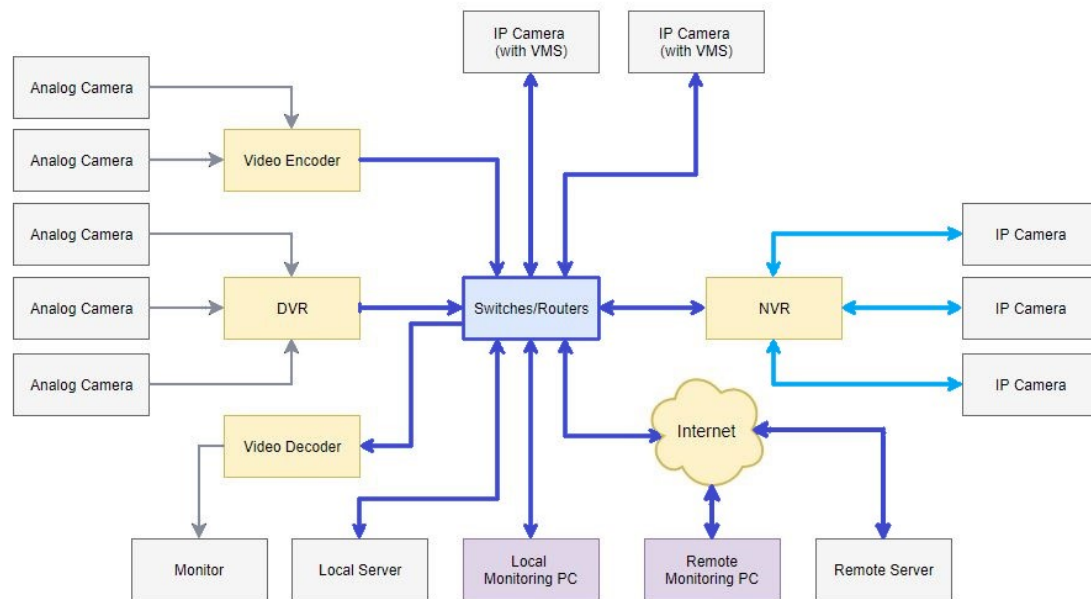 IP Camera
(with VMS)
IP Camera
(with VMS)
Analog Camera
Analog Camera
Video Encoder
Analog Camera
IP Camera
Analog Camera
DVR
Switches/Routers
NVR
IP Camera
Analog Camera
IP Camera
Video Decoder
Internet
Monitor
Local Server
Local
Monitoring PC
Remote
Monitoring PC
Remote Server